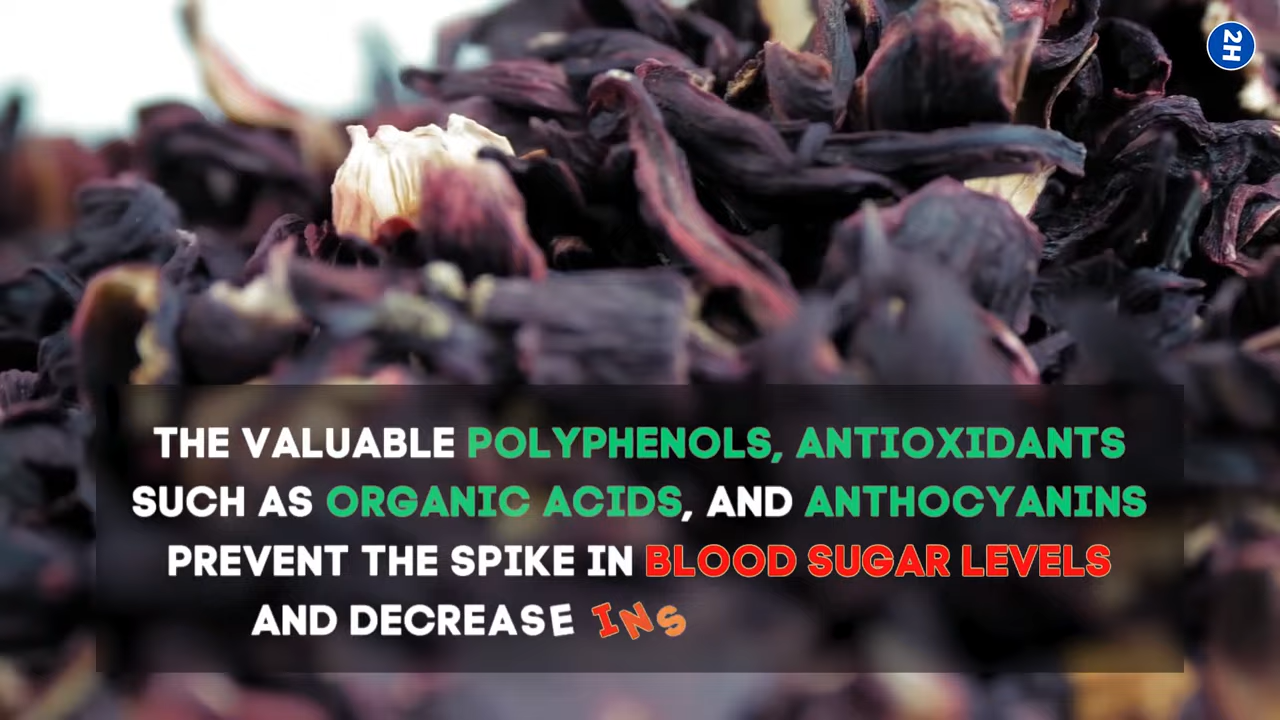 2H
THE VALUABLE POLYPHENOLS, ANTIOXIDANTS
SUCH AS ORGANIC ACIDS, AND ANTHOCYANINS
PREVENT THE SPIKE IN BLOOD SUGAR LEVELS
AND DECREASE INS